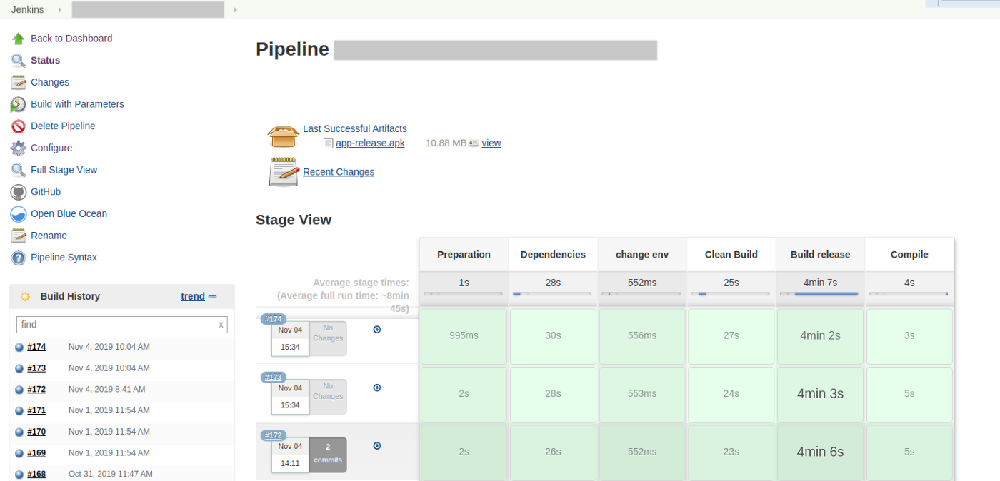 Jenkins
Back to Dashboard
Status
Changes
Build with Parameters
Delete Pipeline
Configure
Full Stage View
GitHub
Open Blue Ocean
Rename
Pipeline Syntax
Build History trend
find x
#174 Nov 4, 2019 10:04 AM
#173 Nov 4, 2019 10:04 AM
#172 Nov 4, 2019 8:41 AM
#171 Nov 1, 2019 11:54 AM
#170 Nov 1, 2019 11:54 AM
#169 Nov 1, 2019 11:54 AM
#168 Oct 31, 2019 11:47 AM
Pipeline
Last Successful Artifacts
app-release.apk 10.88 MB view
Recent Changes
Stage View
Preparation Dependencies change env Clean Build Build release Compile
Average stage times:
(Average full run time: ~8min
45s)
1s 28s 552ms 25s 4min 7s 4s
#174
Nov 04
15:34
No
Changes
995ms 30s 556ms 27s 4min 2s 3s
#173
Nov 04
15:34
No
Changes
2s 28s 553ms 24s 4min 3s 5s
#172
Nov 04
14:11
2
commits
2s 26s 552ms 23s 4min 6s 5s